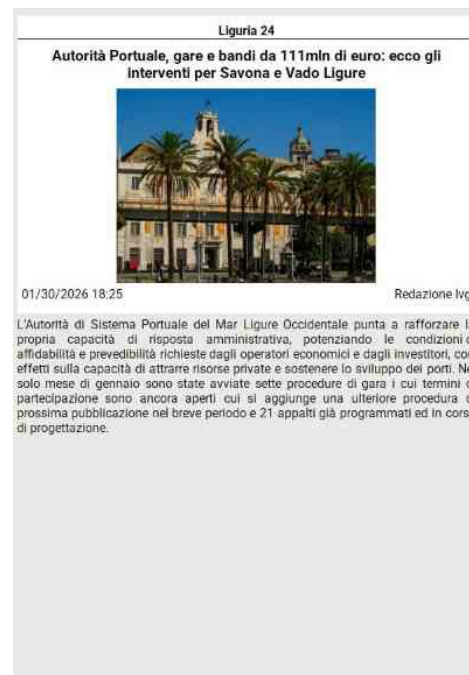 Liguria 24
Autorità Portuale, gare e bandi da 111mln di euro: ecco gli
interventi per Savona e Vado Ligure
01/30/2026 18:25 Redazione Ivg
L'Autorità di Sistema Portuale del Mar Ligure Occidentale punta a rafforzare l
propria capacità di risposta amministrativa, potenziando le condizioni
affidabilità e prevedibilità richieste dagli operatori economici e dagli investitori, co
effetti sulla capacità di attrarre risorse private e sostenere lo sviluppo dei porti. Ne
solo mese di gennaio sono state avviate sette procedure di gara i cui termini
partecipazione sono ancora aperti cui si aggiunge una ulteriore procedura
prossima pubblicazione nel breve periodo e 21 appalti già programmati ed in cors
di progettazione.